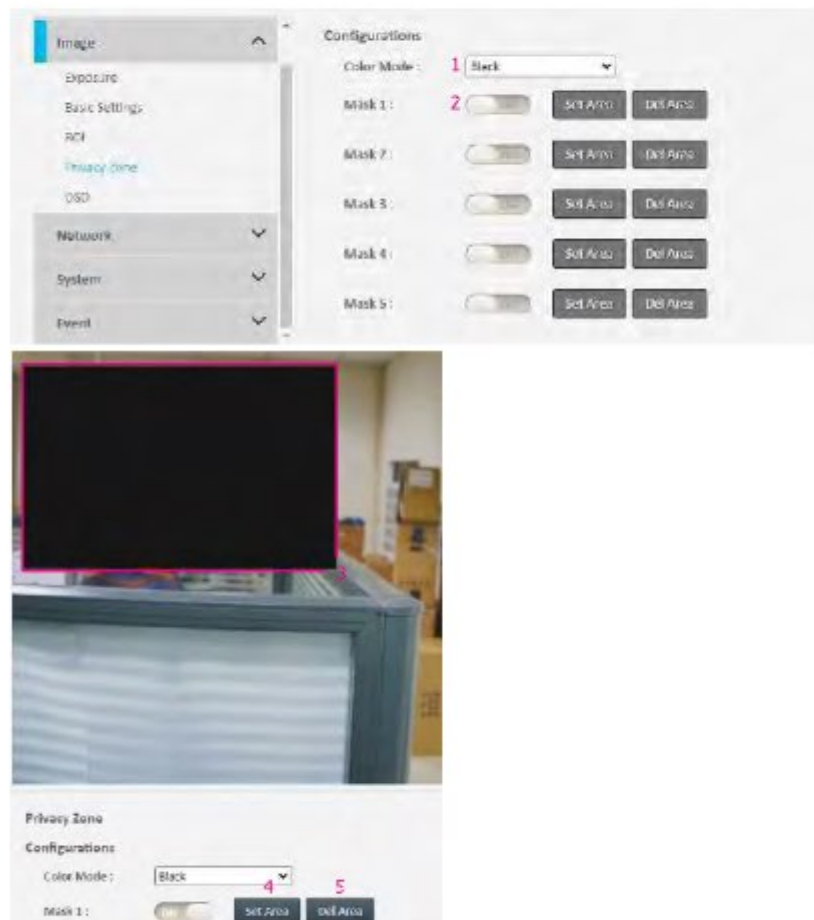 Image
Exposure
Basic Settings
ROI
Privacy Zone
OSD
Network
System
Event
Configurations
Color Mode : 1 Black
Mask 1 : 2 Set Area Del Area
Mask 2 : Set Area Del Area
Mask 3 : Set Area Del Area
Mask 4 : Set Area Del Area
Mask 5 : Set Area Del Area
3
Privacy Zone
Configurations
Color Mode : Black
4 5
Mask 1 : Set Area Del Area